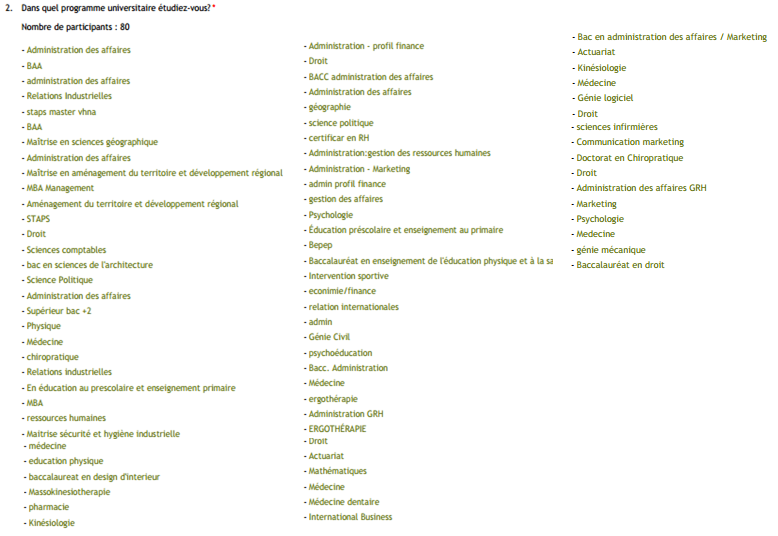 2. Dans quel programme universitaire étudiez-vous? *
Nombre de participants : 80
- Administration des affaires
- BAA
- administration des affaires
- Relations Industrielles
- staps master vhna
- BAA
- Maîtrise en sciences géographique
- Administration des affaires
- Maîtrise en aménagement du territoire et développement régional
- MBA Management
- Aménagement du territoire et développement régional
- STAPS
- Droit
- Sciences comptables
- bac en sciences de l'architecture
- Science Politique
- Administration des affaires
- Supérieur bac +2
- Physique
- Médecine
- chiropratique
- Relations industrielles
- En éducation au prescolaire et enseignement primaire
- MBA
- ressources humaines
- Maitrise sécurité et hygiène industrielle
- médecine
- education physique
- baccalaureat en design d'interieur
- Massokinesiotherapie
- pharmacie
- Kinésiologie
- Administration - profil finance
- Droit
- BACC administration des affaires
- Administration des affaires
- géographie
- science politique
- certificar en RH
- Administration:gestion des ressources humaines
- Administration - Marketing
- admin profil finance
- gestion des affaires
- Psychologie
- Éducation préscolaire et enseignement au primaire
- Bepep
- Baccalauréat en enseignement de l'éducation physique et à la sa
- Intervention sportive
- econimie/finance
- relation internationales
- admin
- Génie Civil
- psychoéducation
- Bacc. Administration
- Médecine
- ergothérapie
- Administration GRH
- ERGOTHÉRAPIE
- Droit
- Actuariat
- Mathématiques
- Médecine
- Médecine dentaire
- International Business
- Bac en administration des affaires / Marketing
- Actuariat
- Kinésiologie
- Médecine
- Génie logiciel
- Droit
- sciences infirmières
- Communication marketing
- Doctorat en Chiropratique
- Droit
- Administration des affaires GRH
- Marketing
- Psychologie
- Medecine
- génie mécanique
- Baccalauréat en droit